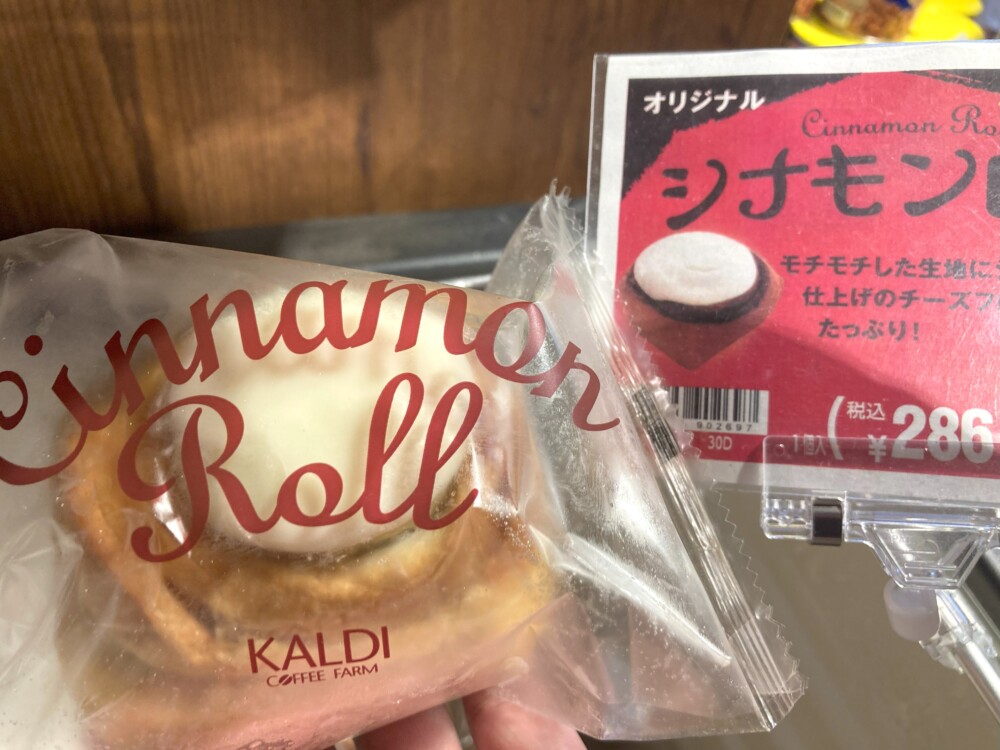 Cinnamon
Roll
KALDI
COFFEE FARM
オリジナル
Cinnamon Ro
シナモン
モチモチした生地に
仕上げのチーズフ
たっぷり!
902697
30D
1個入
(税込
¥286